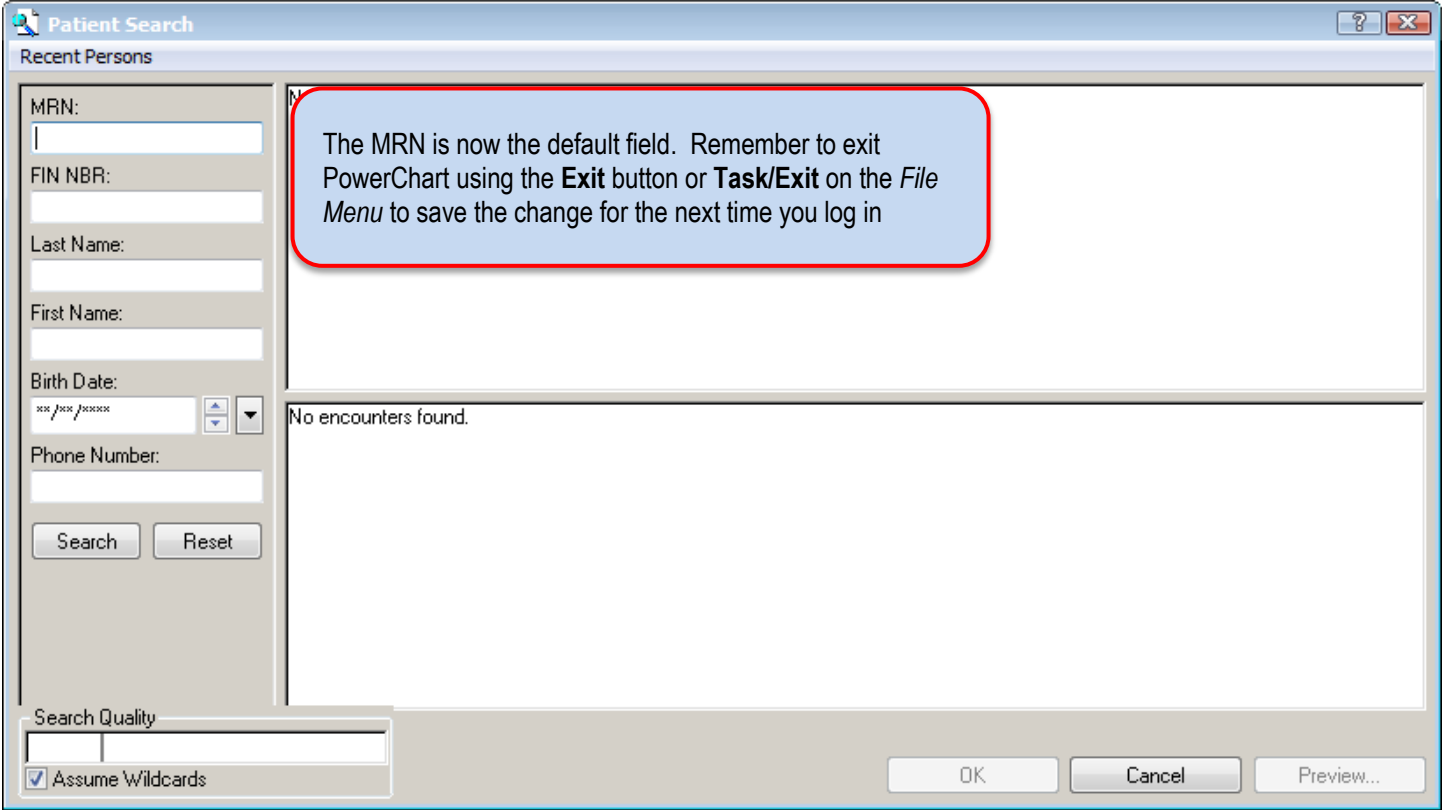 Patient Search
Recent Persons
MRN:
The MRN is now the default field. Remember to exit
PowerChart using the Exit button or Task/Exit on the File
Menu to save the change for the next time you log in
FIN NBR:
Last Name:
First Name:
Birth Date:
**/**/****
No encounters found.
Phone Number:
Search Reset
Search Quality
Assume Wildcards
OK Cancel Preview...